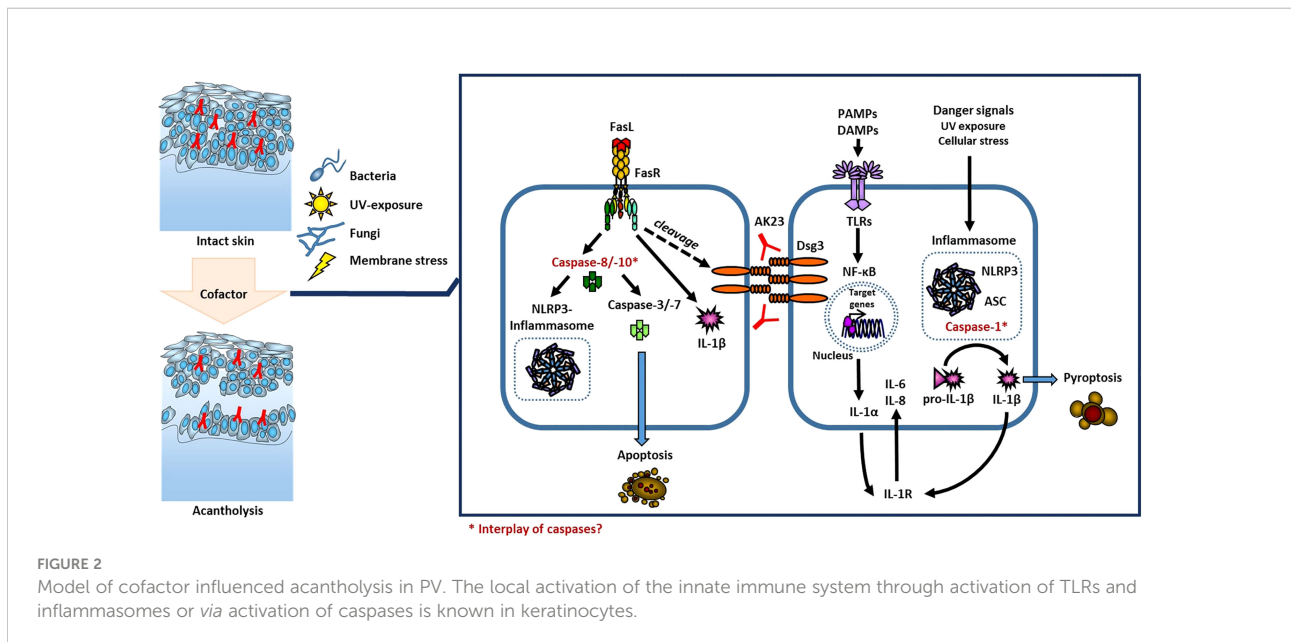 Intact skin
Cofactor
Acantholysis
Bacteria
UV-exposure
Fungi
Membrane stress
FasL
FasR
cleavage
Caspase-8/-10*
NLRP3-
Inflammasome
Caspase-3/-7
IL-1β
Apoptosis
AK23
Dsg3
PAMPs
DAMPs
TLRs
NF-κB
Target
genes
Nucleus
IL-1α
IL-6
IL-8
IL-1R
Danger signals
UV exposure
Cellular stress
Inflammasome
NLRP3
ASC
Caspase-1*
pro-IL-1β
IL-1β
Pyroptosis
* Interplay of caspases?
FIGURE 2
Model of cofactor influenced acantholysis in PV. The local activation of the innate immune system through activation of TLRs and
inflammasomes or via activation of caspases is known in keratinocytes.